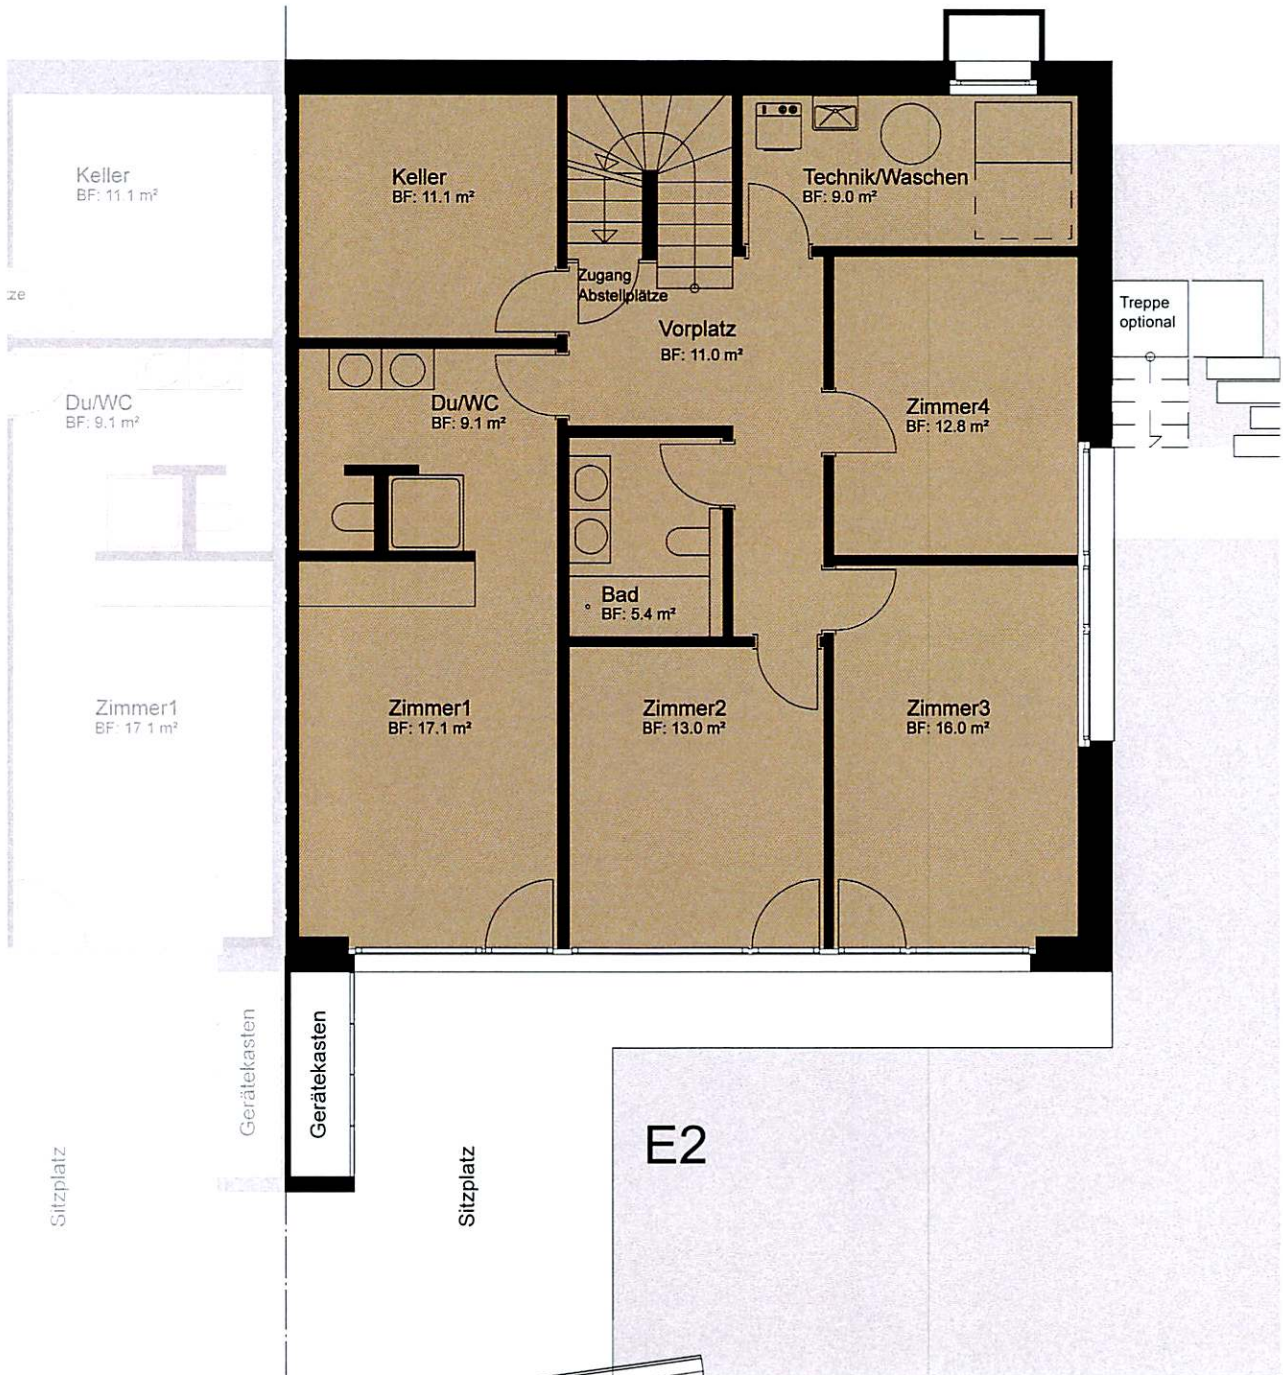 Keller
BF: 11.1 m²
Keller
BF: 11.1 m²
Technik/Waschen
BF: 9.0 m²
ze
Zugang
Abstellplätze
Treppe
optional
Vorplatz
BF: 11.0 m²
Du/WC
BF: 9.1 m²
Du/WC
BF: 9.1 m²
Zimmer4
BF: 12.8 m²
Bad
BF: 5.4 m²
Zimmer1
BF: 17.1 m²
Zimmer1
BF: 17.1 m²
Zimmer2
BF: 13.0 m²
Zimmer3
BF: 16.0 m²
Gerätekasten
Gerätekasten
Sitzplatz
Sitzplatz
E2